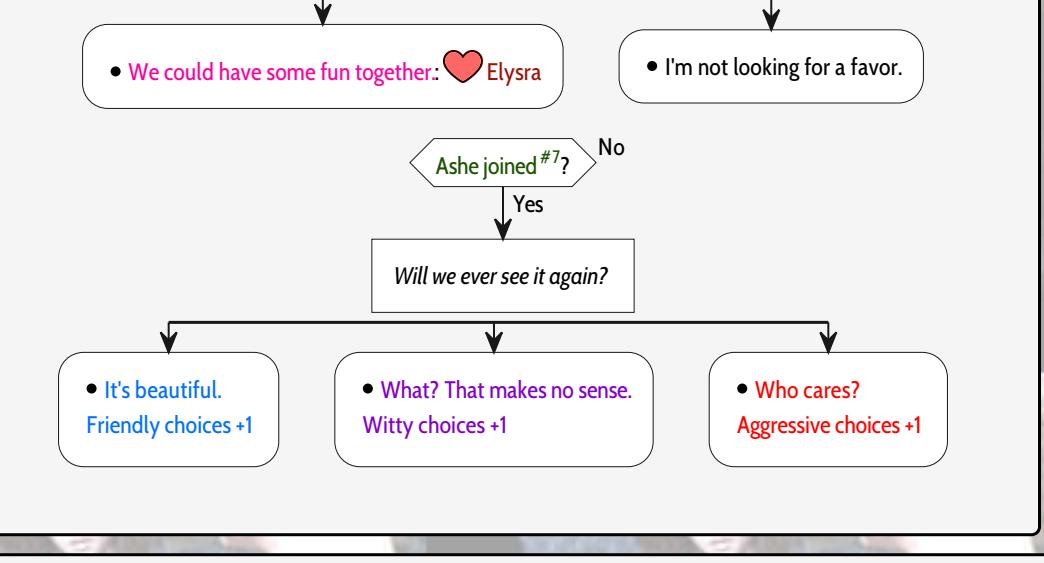 • We could have some fun together.: Elysra
• I'm not looking for a favor.
Ashe joined #7?
No
Yes
Will we ever see it again?
• It's beautiful.
Friendly choices +1
• What? That makes no sense.
Witty choices +1
• Who cares?
Aggressive choices +1